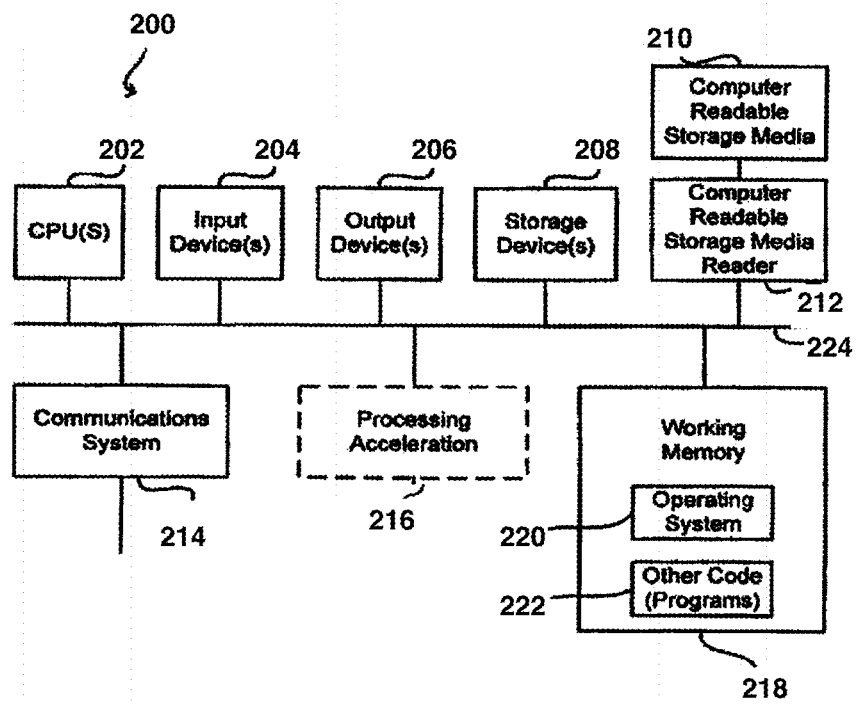 200
210
Computer
Readable
Storage Media
202
204
206
208
CPU(S)
Input
Device(s)
Output
Device(s)
Storage
Device(s)
Computer
Readable
Storage Media
Reader
212
224
Communications
System
214
Processing
Acceleration
216
Working
Memory
220
Operating
System
222
Other Code
(Programs)
218